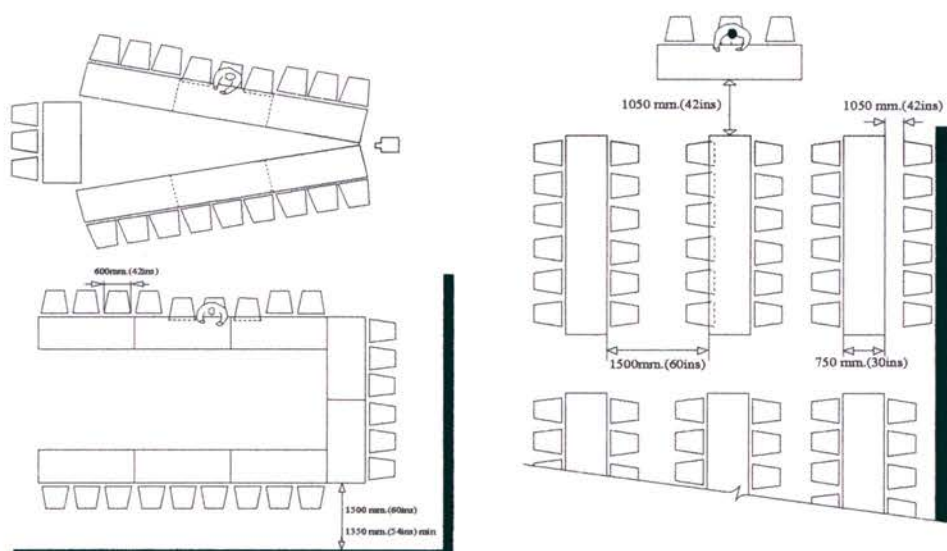 1050 mm.(42ins)
1050 mm.(42ins)
600mm.(42ins)
1500mm.(60ins)
750 mm.(30ins)
1500 mm.(60ins)
1350 mm.(54ins) min